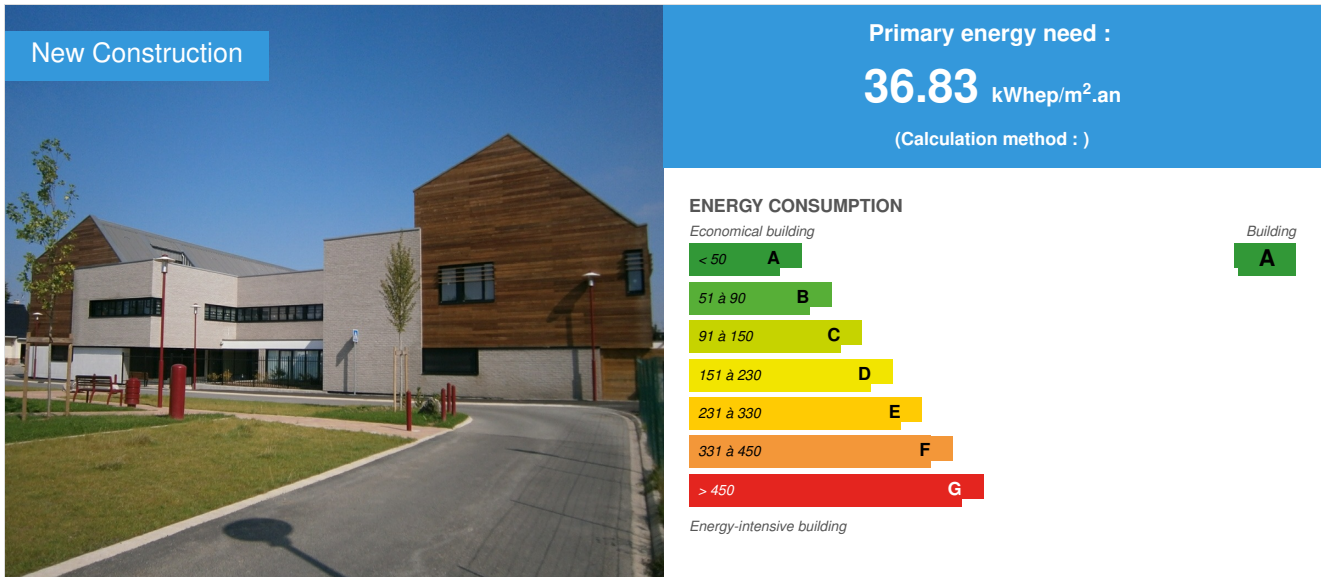 New Construction
Primary energy need :
36.83 kWhep/m².an
(Calculation method : )
ENERGY CONSUMPTION
Economical building
Building
< 50 A
A
51 à 90 B
91 à 150 C
151 à 230 D
231 à 330 E
331 à 450 F
> 450 G
Energy-intensive building